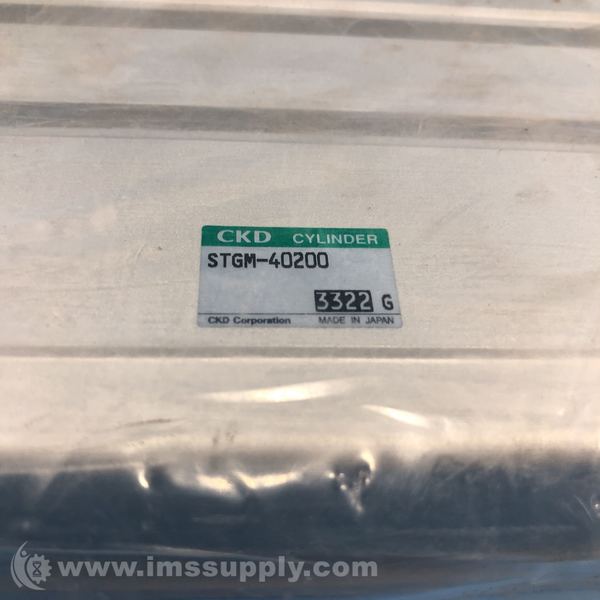 CKD CYLINDER
STGM-40200
3322 G
CKD Corporation MADE IN JAPAN
www.imssupply.com